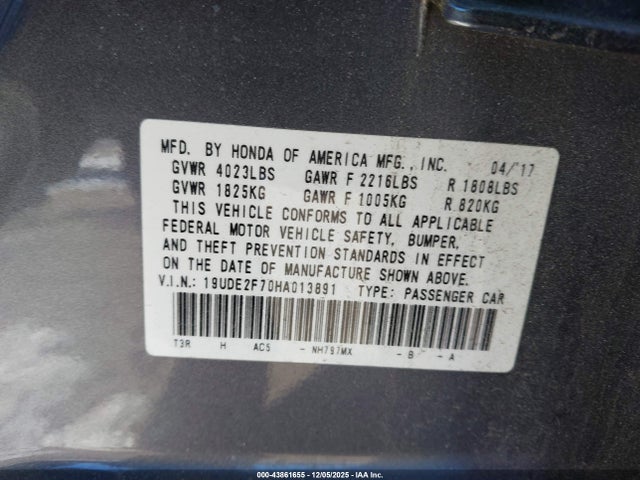 MFD. BY HONDA OF AMERICA MFG., INC. 04/17
GVWR 4023LBS GAWR F 2216LBS R 1808LBS
GVWR 1825KG GAWR F 1005KG R 820KG
THIS VEHICLE CONFORMS TO ALL APPLICABLE
FEDERAL MOTOR VEHICLE SAFETY, BUMPER,
AND THEFT PREVENTION STANDARDS IN EFFECT
ON THE DATE OF MANUFACTURE SHOWN ABOVE.
V.I.N.: 19UDE2F70HA013891 TYPE: PASSENGER CAR
T3R H AC5 - NH797MX - B - A
000-43861655 - 12/05/2025 - IAA Inc.